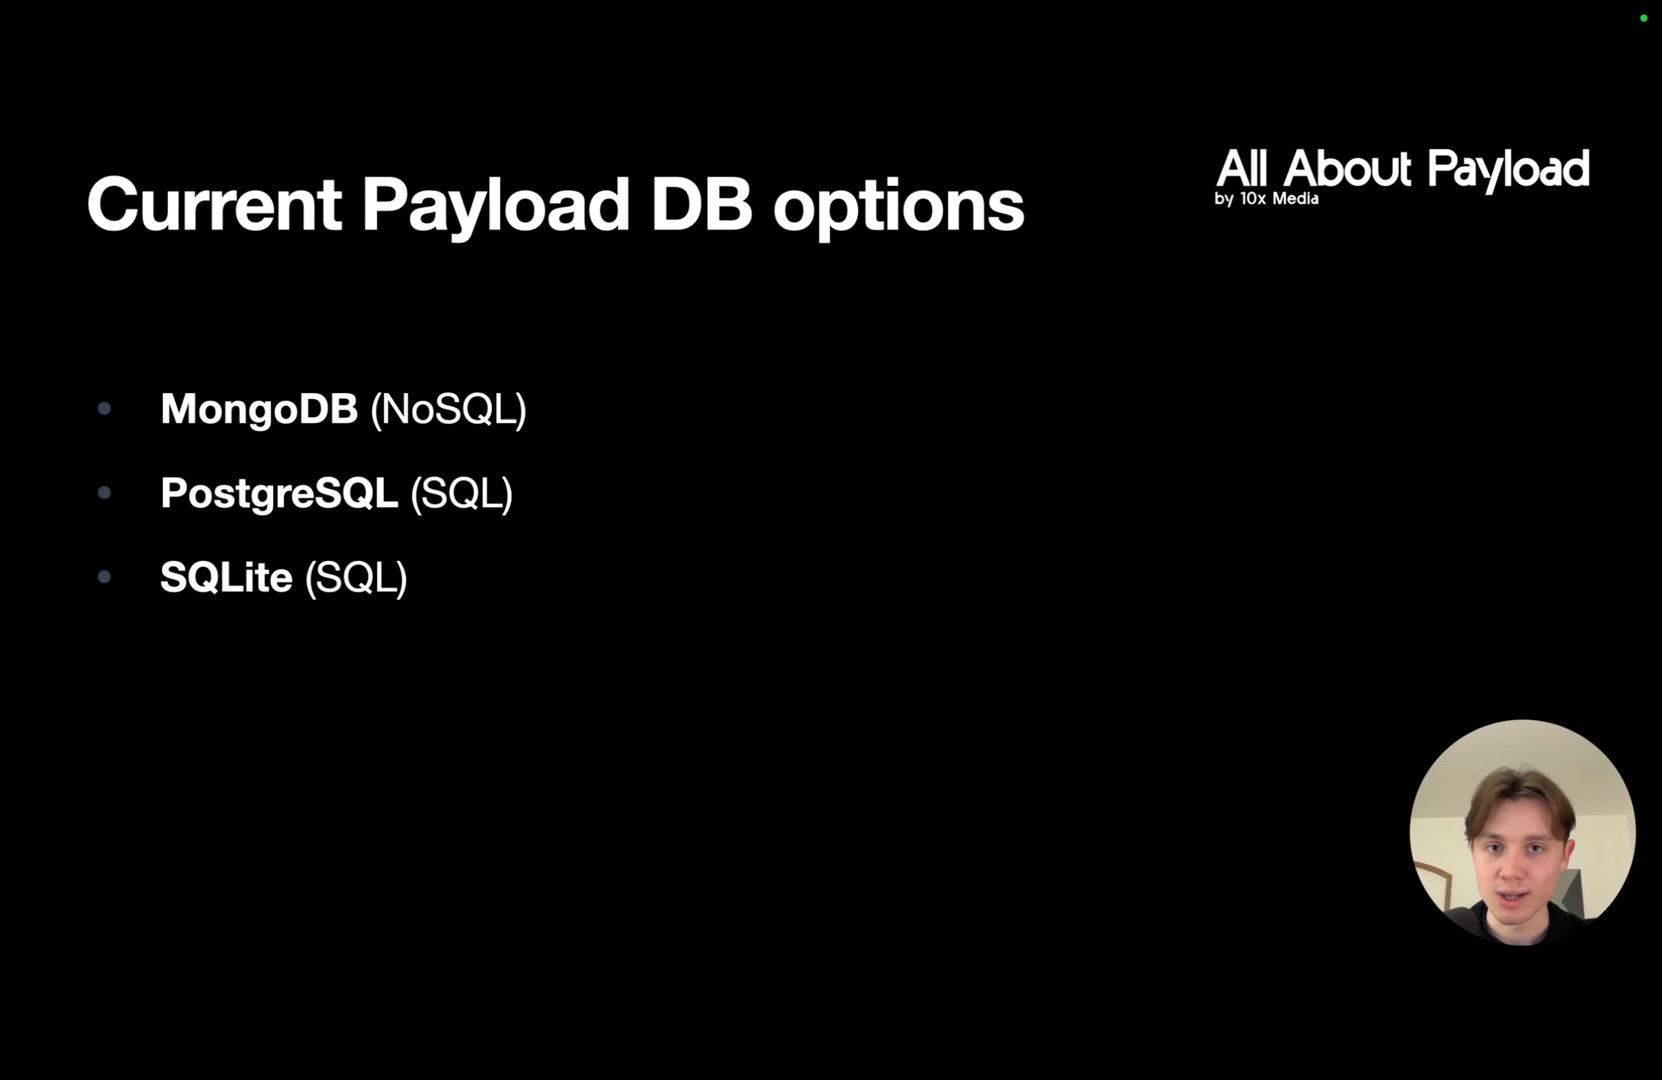 Current Payload DB options
All About Payload
by 10x Media
MongoDB (NoSQL)
PostgreSQL (SQL)
SQLite (SQL)